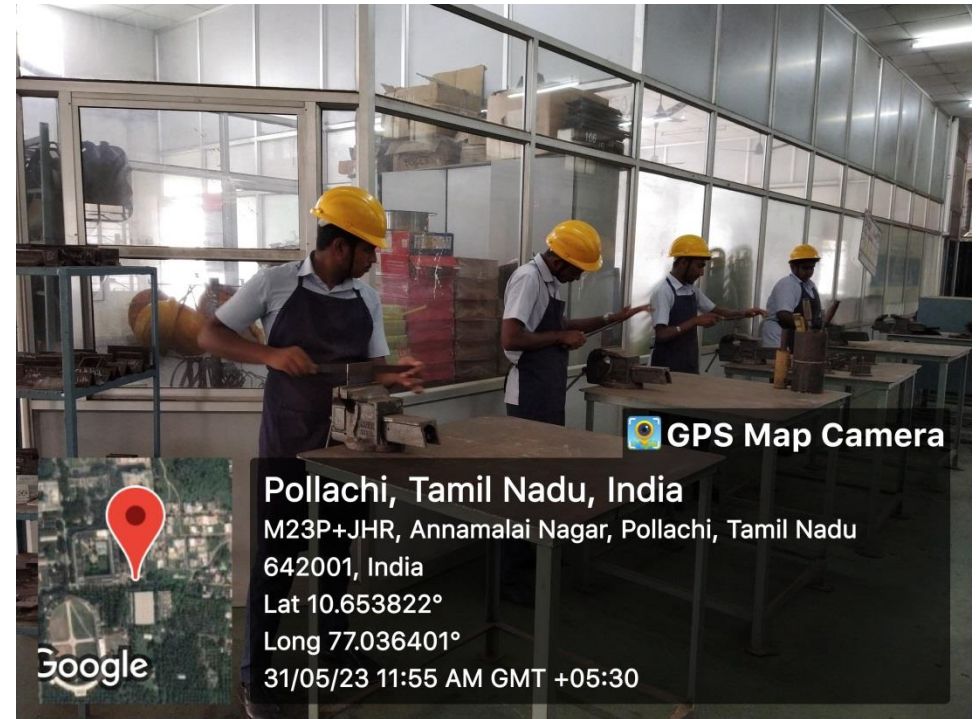 GPS Map Camera
Pollachi, Tamil Nadu, India
M23P+JHR, Annamalai Nagar, Pollachi, Tamil Nadu
642001, India
Lat 10.653822°
Long 77.036401°
31/05/23 11:55 AM GMT +05:30
Google